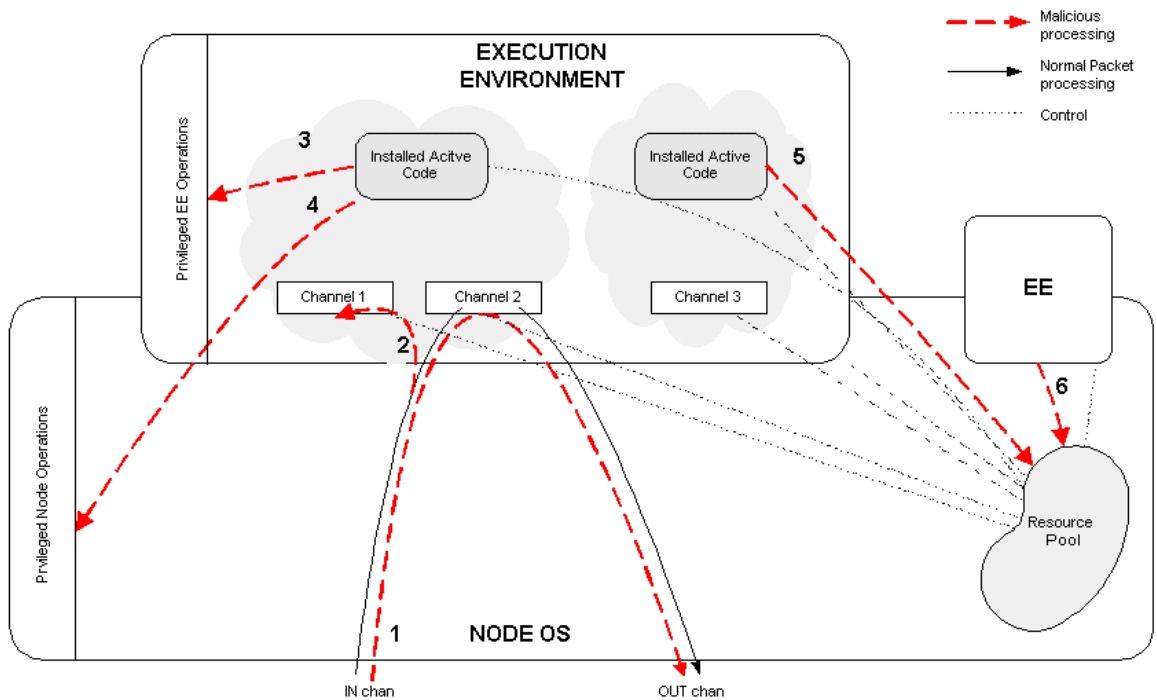 Malicious
processing
EXECUTION
ENVIRONMENT
Normal Packet
processing
Control
Privileged EE Operations
3
Installed Acitve
Code
Installed Active
Code
5
4
EE
Channel 1
Channel 2
Channel 3
2
6
Privileged Node Operations
Resource
Pool
1
NODE OS
IN chan
OUT chan